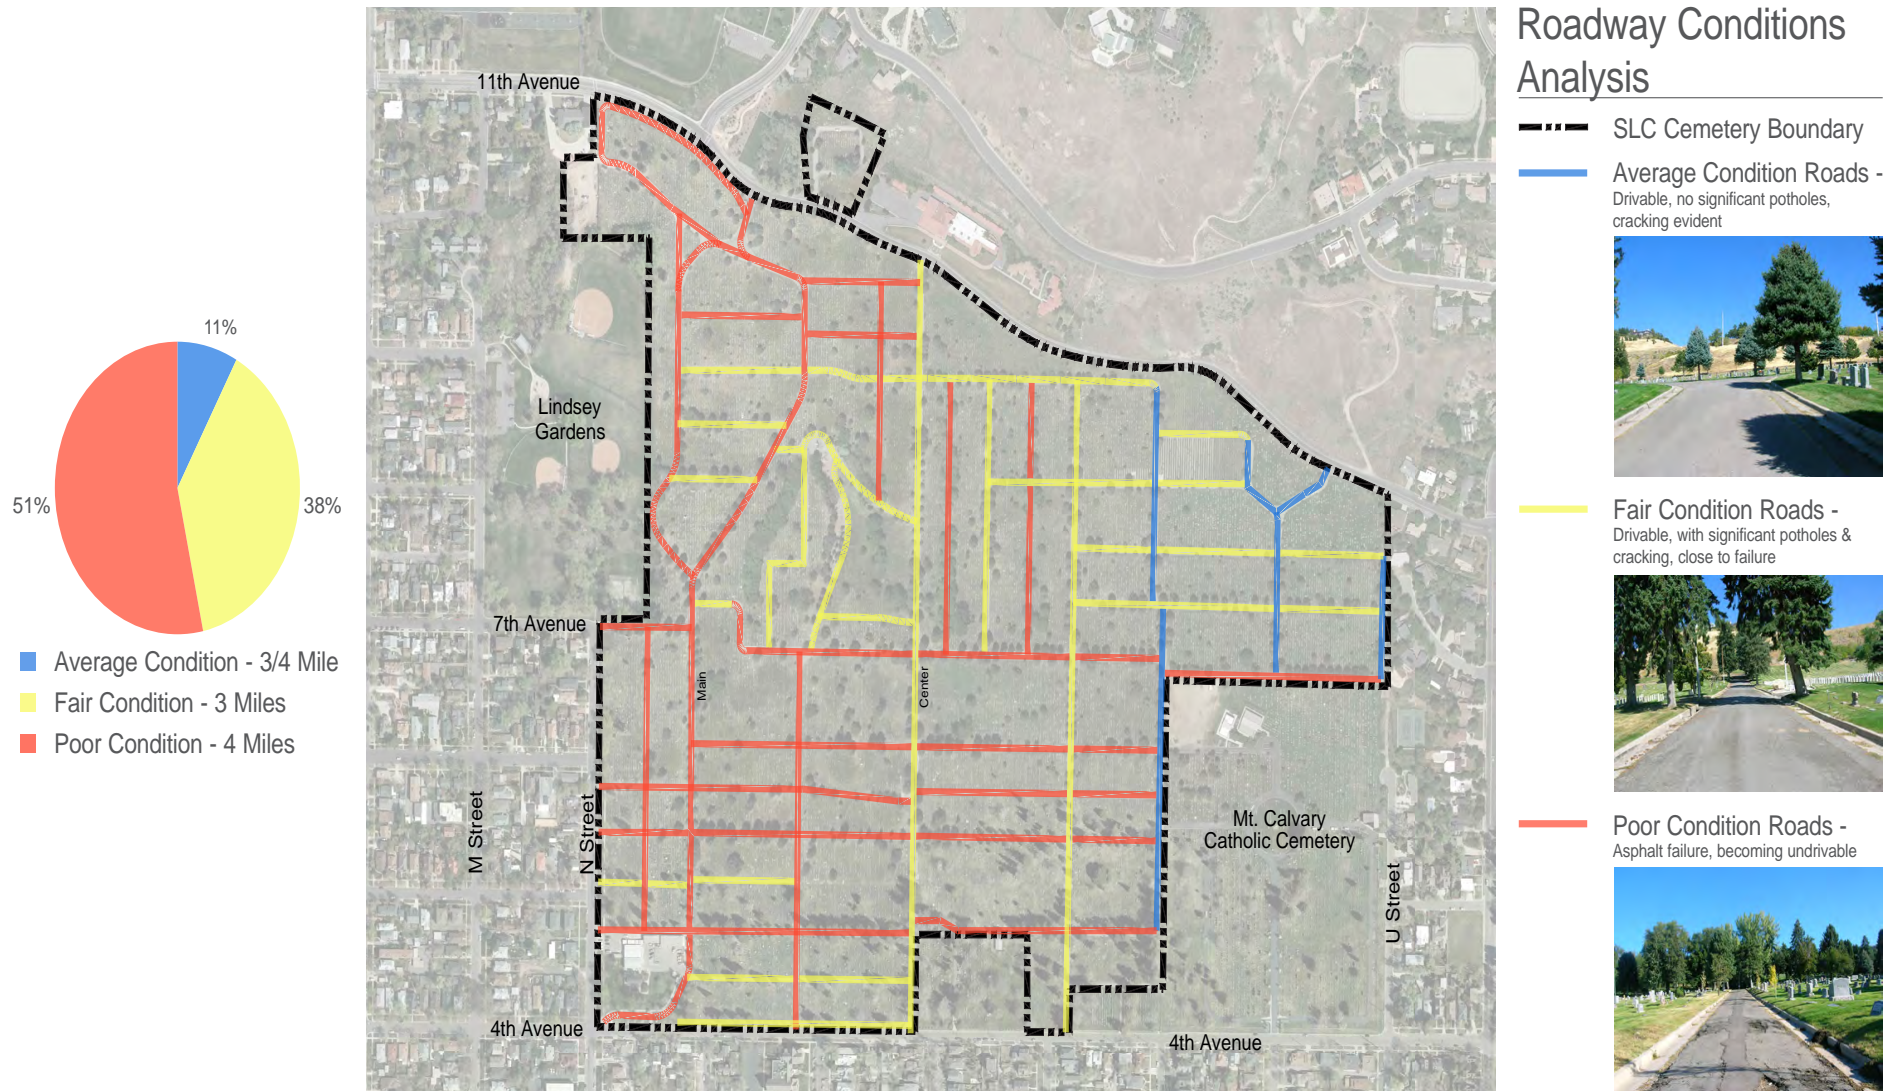 Roadway Conditions
Analysis
SLC Cemetery Boundary
Average Condition Roads -
Drivable, no significant potholes,
cracking evident
Fair Condition Roads -
Drivable, with significant potholes &
cracking, close to failure
Poor Condition Roads -
Asphalt failure, becoming undrivable
11%
38%
51%
Average Condition - 3/4 Mile
Fair Condition - 3 Miles
Poor Condition - 4 Miles
11th Avenue
Lindsey
Gardens
7th Avenue
Main
Center
M Street
N Street
Mt. Calvary
Catholic Cemetery
U Street
4th Avenue
4th Avenue